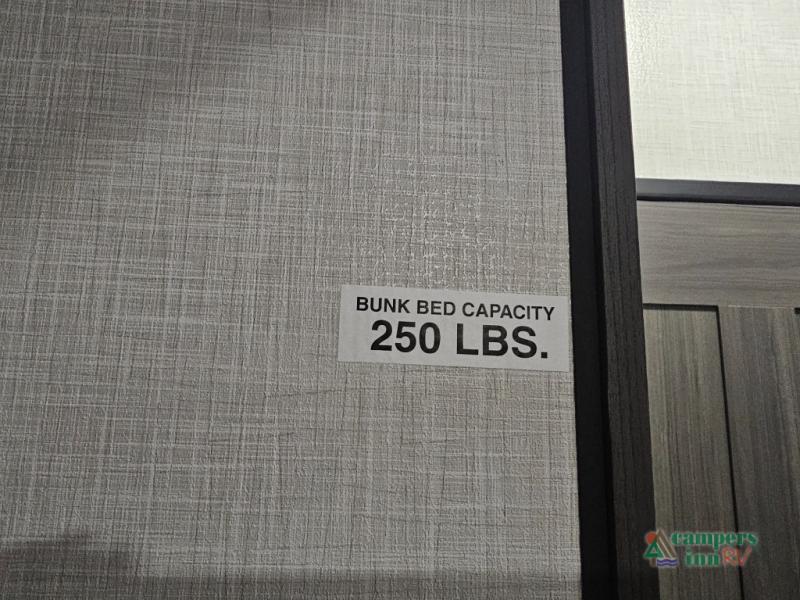 BUNK BED CAPACITY
250 LBS.
campers
inn RV